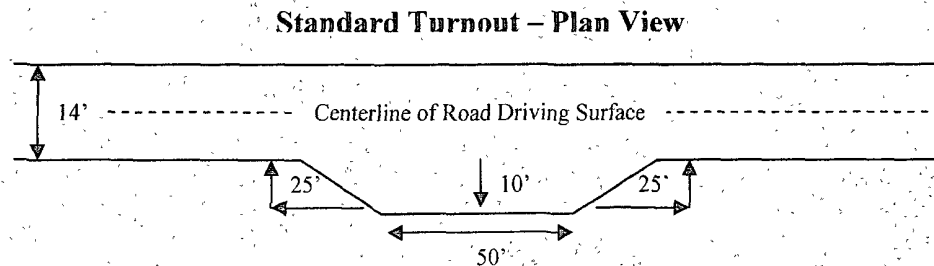 Standard Turnout – Plan View
14' Centerline of Road Driving Surface
25' 10' 25'
50'